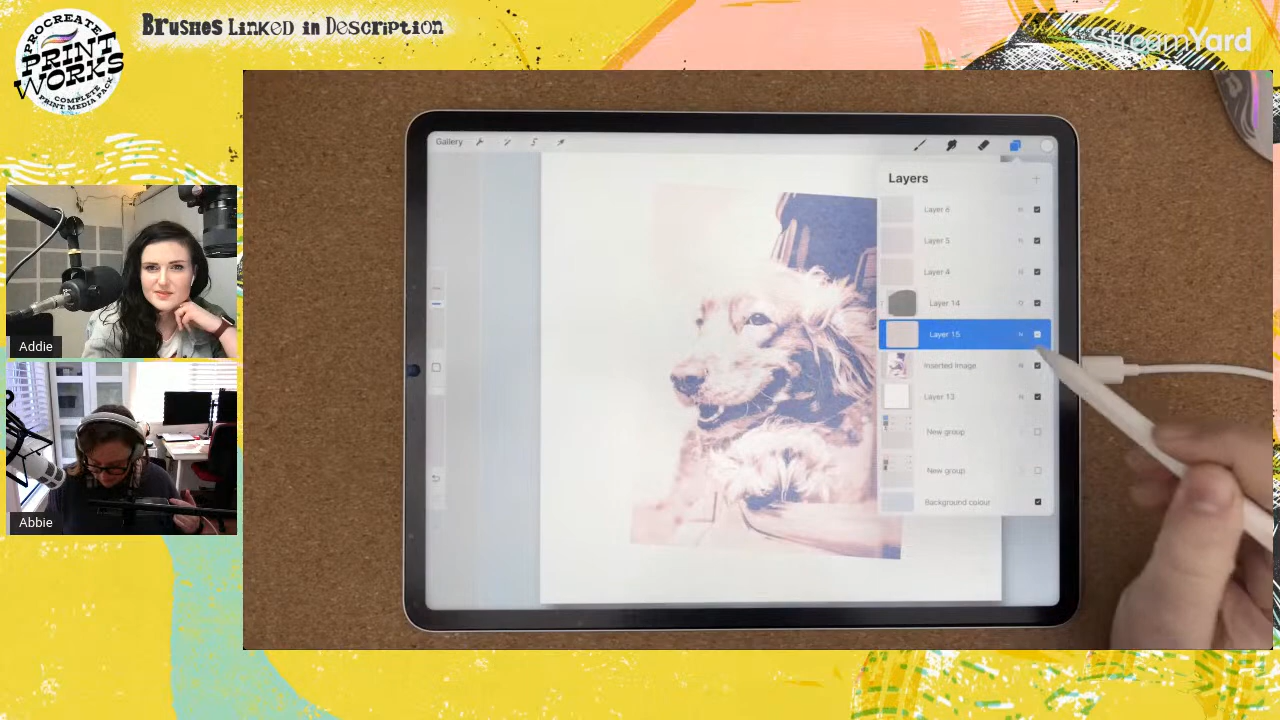 PROCREATE
PRINT
WORKS
COMPLETE
PRINT MEDIA PACK
Brushes Linked in Description
StreamYard
Addie
Abbie
Gallery
Layers
Layer 6
N
Layer 5
N
Layer 4
N
Layer 14
Layer 15
N
Inserted Image
N
Layer 13
N
New group
New group
Background colour